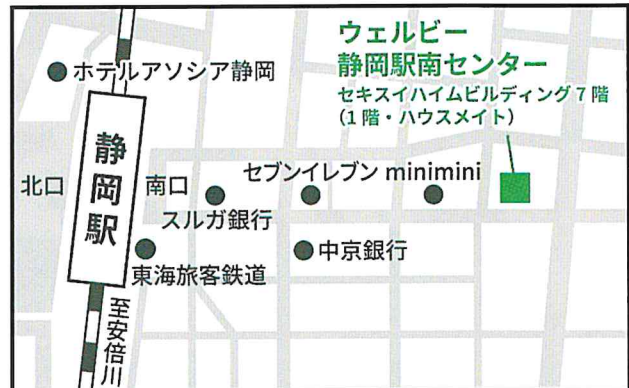 ウェルビー
静岡駅南センター
セキスイハイムビルディング7階
(1階・ハウスメイト)
ホテルアソシア静岡
静岡駅
北口
南口
セブンイレブン
minimini
スルガ銀行
中京銀行
東海旅客鉄道
至安倍川